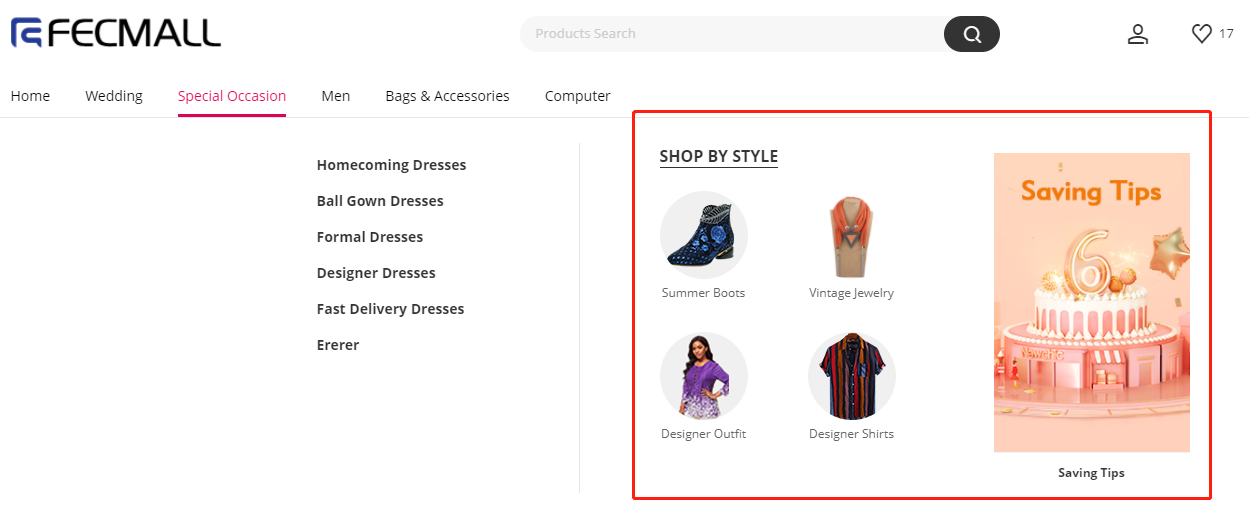 FECMALL
Products Search
17
Home Wedding Special Occasion Men Bags & Accessories Computer
Homecoming Dresses
Ball Gown Dresses
Formal Dresses
Designer Dresses
Fast Delivery Dresses
Ererer
SHOP BY STYLE
Summer Boots
Vintage Jewelry
Designer Outfit
Designer Shirts
Saving Tips
6
Newchic
Saving Tips